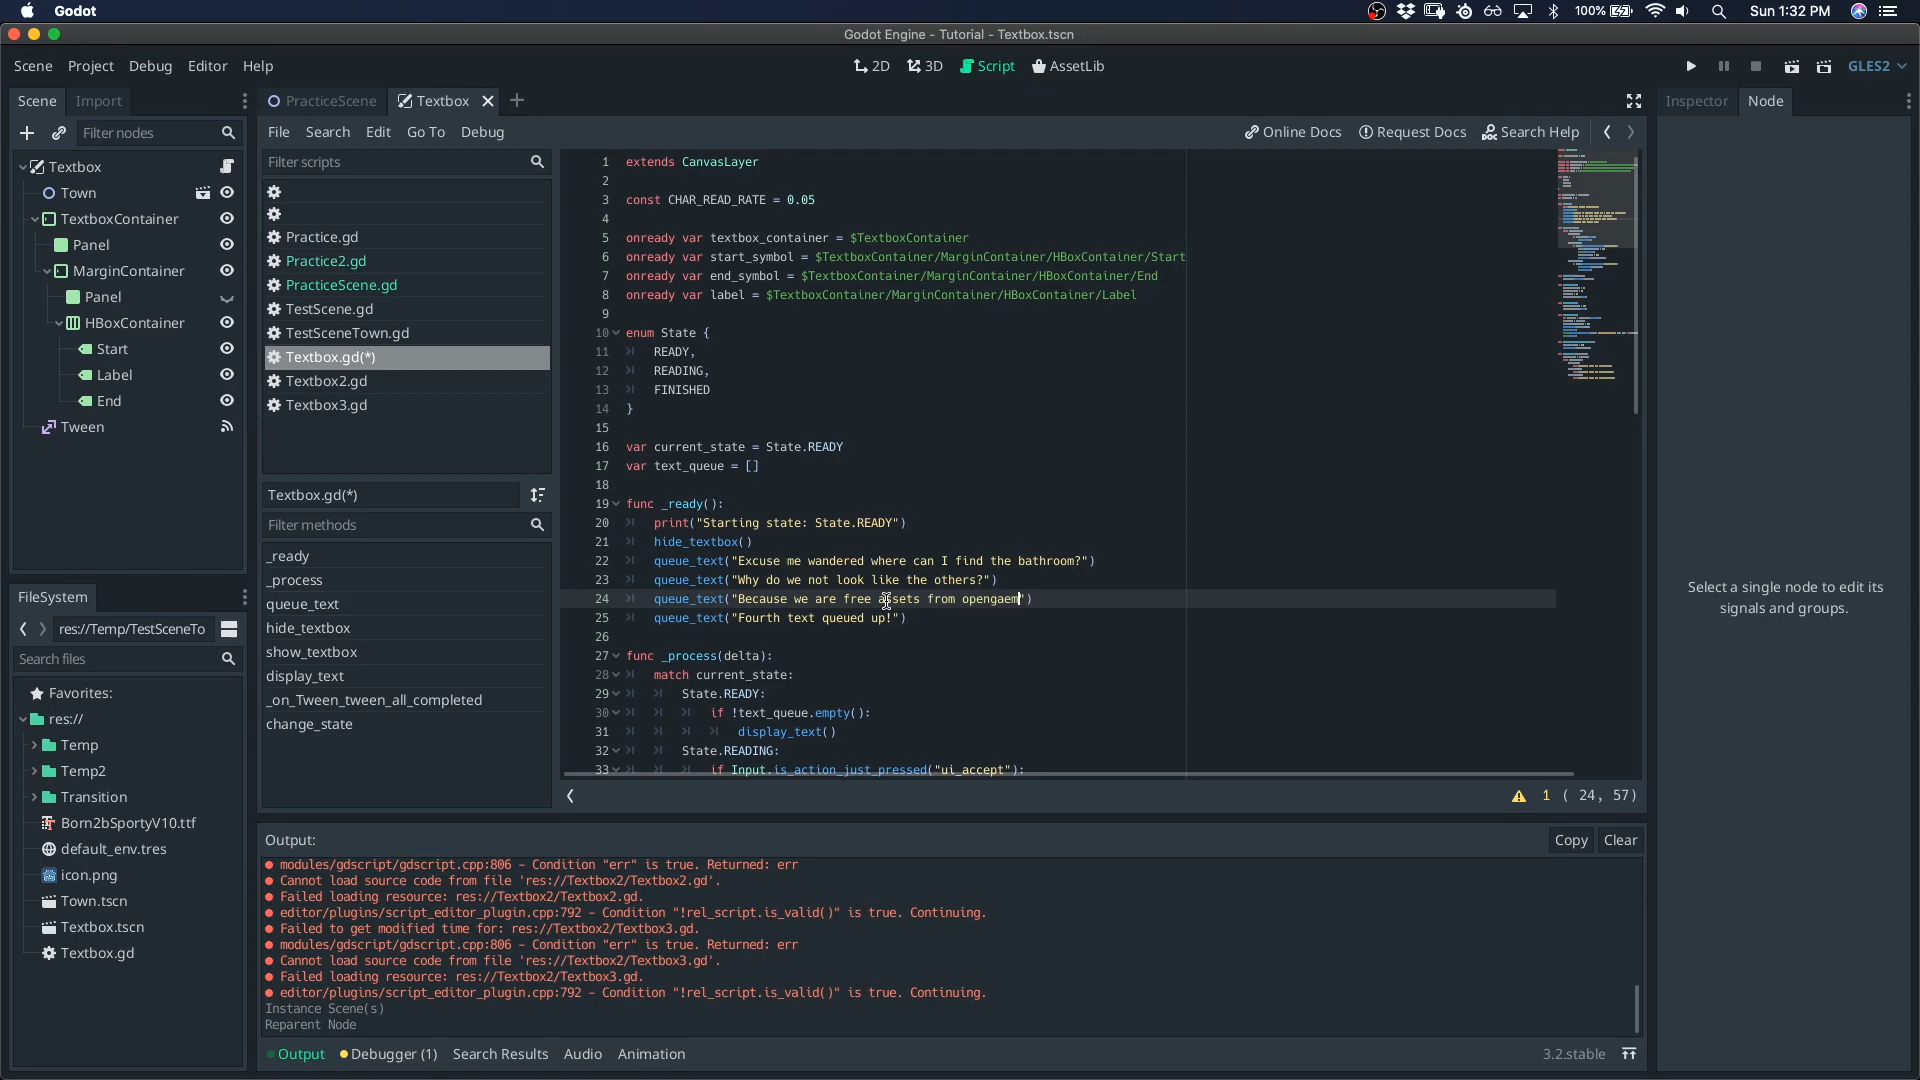 Godot
100%
Sun 1:32 PM
Godot Engine - Tutorial - Textbox.tscn
Scene Project Debug Editor Help
2D 3D Script AssetLib
GLES2
Scene Import
PracticeScene Textbox
Inspector Node
Filter nodes
File Search Edit Go To Debug
Online Docs Request Docs Search Help
Textbox
Town
TextboxContainer
Panel
MarginContainer
Panel
HBoxContainer
Start
Label
End
Tween
Filter scripts
Practice.gd
Practice2.gd
PracticeScene.gd
TestScene.gd
TestSceneTown.gd
Textbox.gd(*)
Textbox2.gd
Textbox3.gd
Textbox.gd(*)
Filter methods
_ready
_process
queue_text
hide_textbox
show_textbox
display_text
_on_Tween_tween_all_completed
change_state
1 extends CanvasLayer
2
3 const CHAR_READ_RATE = 0.05
4
5 onready var textbox_container = $TextboxContainer
6 onready var start_symbol = $TextboxContainer/MarginContainer/HBoxContainer/Start
7 onready var end_symbol = $TextboxContainer/MarginContainer/HBoxContainer/End
8 onready var label = $TextboxContainer/MarginContainer/HBoxContainer/Label
9
10 enum State {
11 READY,
12 READING,
13 FINISHED
14 }
15
16 var current_state = State.READY
17 var text_queue = []
18
19 func _ready():
20 print("Starting state: State.READY")
21 hide_textbox()
22 queue_text("Excuse me wandered where can I find the bathroom?")
23 queue_text("Why do we not look like the others?")
24 queue_text("Because we are free assets from opengaem")
25 queue_text("Fourth text queued up!")
26
27 func _process(delta):
28 match current_state:
29 State.READY:
30 if !text_queue.empty():
31 display_text()
32 State.READING:
33 if Input.is_action_just_pressed("ui_accept"):
1 ( 24, 57)
Select a single node to edit its
signals and groups.
FileSystem
res://Temp/TestSceneTo
Search files
Favorites:
res://
Temp
Temp2
Transition
Born2bSportyV10.ttf
default_env.tres
icon.png
Town.tscn
Textbox.tscn
Textbox.gd
Output:
Copy Clear
modules/gdscript/gdscript.cpp:806 - Condition "err" is true. Returned: err
Cannot load source code from file 'res://Textbox2/Textbox2.gd'.
Failed loading resource: res://Textbox2/Textbox2.gd.
editor/plugins/script_editor_plugin.cpp:792 - Condition "!rel_script.is_valid()" is true. Continuing.
Failed to get modified time for: res://Textbox2/Textbox3.gd.
modules/gdscript/gdscript.cpp:806 - Condition "err" is true. Returned: err
Cannot load source code from file 'res://Textbox2/Textbox3.gd'.
Failed loading resource: res://Textbox2/Textbox3.gd.
editor/plugins/script_editor_plugin.cpp:792 - Condition "!rel_script.is_valid()" is true. Continuing.
Instance Scene(s)
Reparent Node
Output Debugger (1) Search Results Audio Animation
3.2.stable